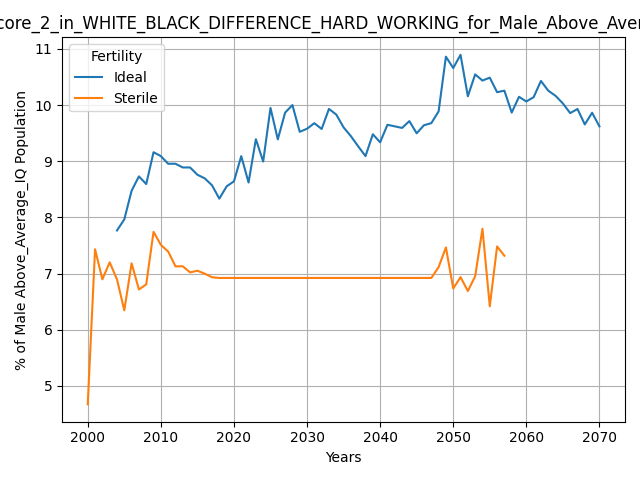 core_2_in_WHITE_BLACK_DIFFERENCE_HARD_WORKING_for_Male_Above_Aver
Fertility
Ideal
Sterile
11
10
9
8
7
6
5
% of Male Above_Average_IQ Population
2000 2010 2020 2030 2040 2050 2060 2070
Years